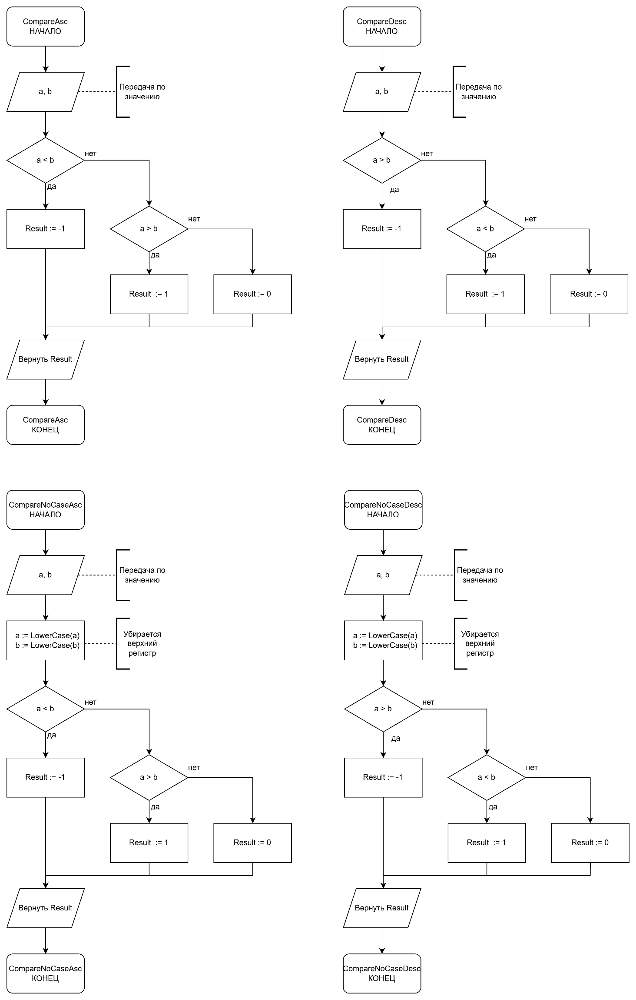 CompareAsc
НАЧАЛО
a, b
Передача по
значению
a < b
нет
да
Result := -1
a > b
нет
да
Result  := 1
Result := 0
Вернуть Result
CompareAsc
КОНЕЦ
CompareDesc
НАЧАЛО
a, b
Передача по
значению
a > b
нет
да
Result := -1
a < b
нет
да
Result  := 1
Result := 0
Вернуть Result
CompareDesc
КОНЕЦ
CompareNoCaseAsc
НАЧАЛО
a, b
Передача по
значению
a := LowerCase(a)
b := LowerCase(b)
Убирается
верхний
регистр
a < b
нет
да
Result := -1
a > b
нет
да
Result  := 1
Result := 0
Вернуть Result
CompareNoCaseAsc
КОНЕЦ
CompareNoCaseDesc
НАЧАЛО
a, b
Передача по
значению
a := LowerCase(a)
b := LowerCase(b)
Убирается
верхний
регистр
a > b
нет
да
Result := -1
a < b
нет
да
Result  := 1
Result := 0
Вернуть Result
CompareNoCaseDesc
КОНЕЦ